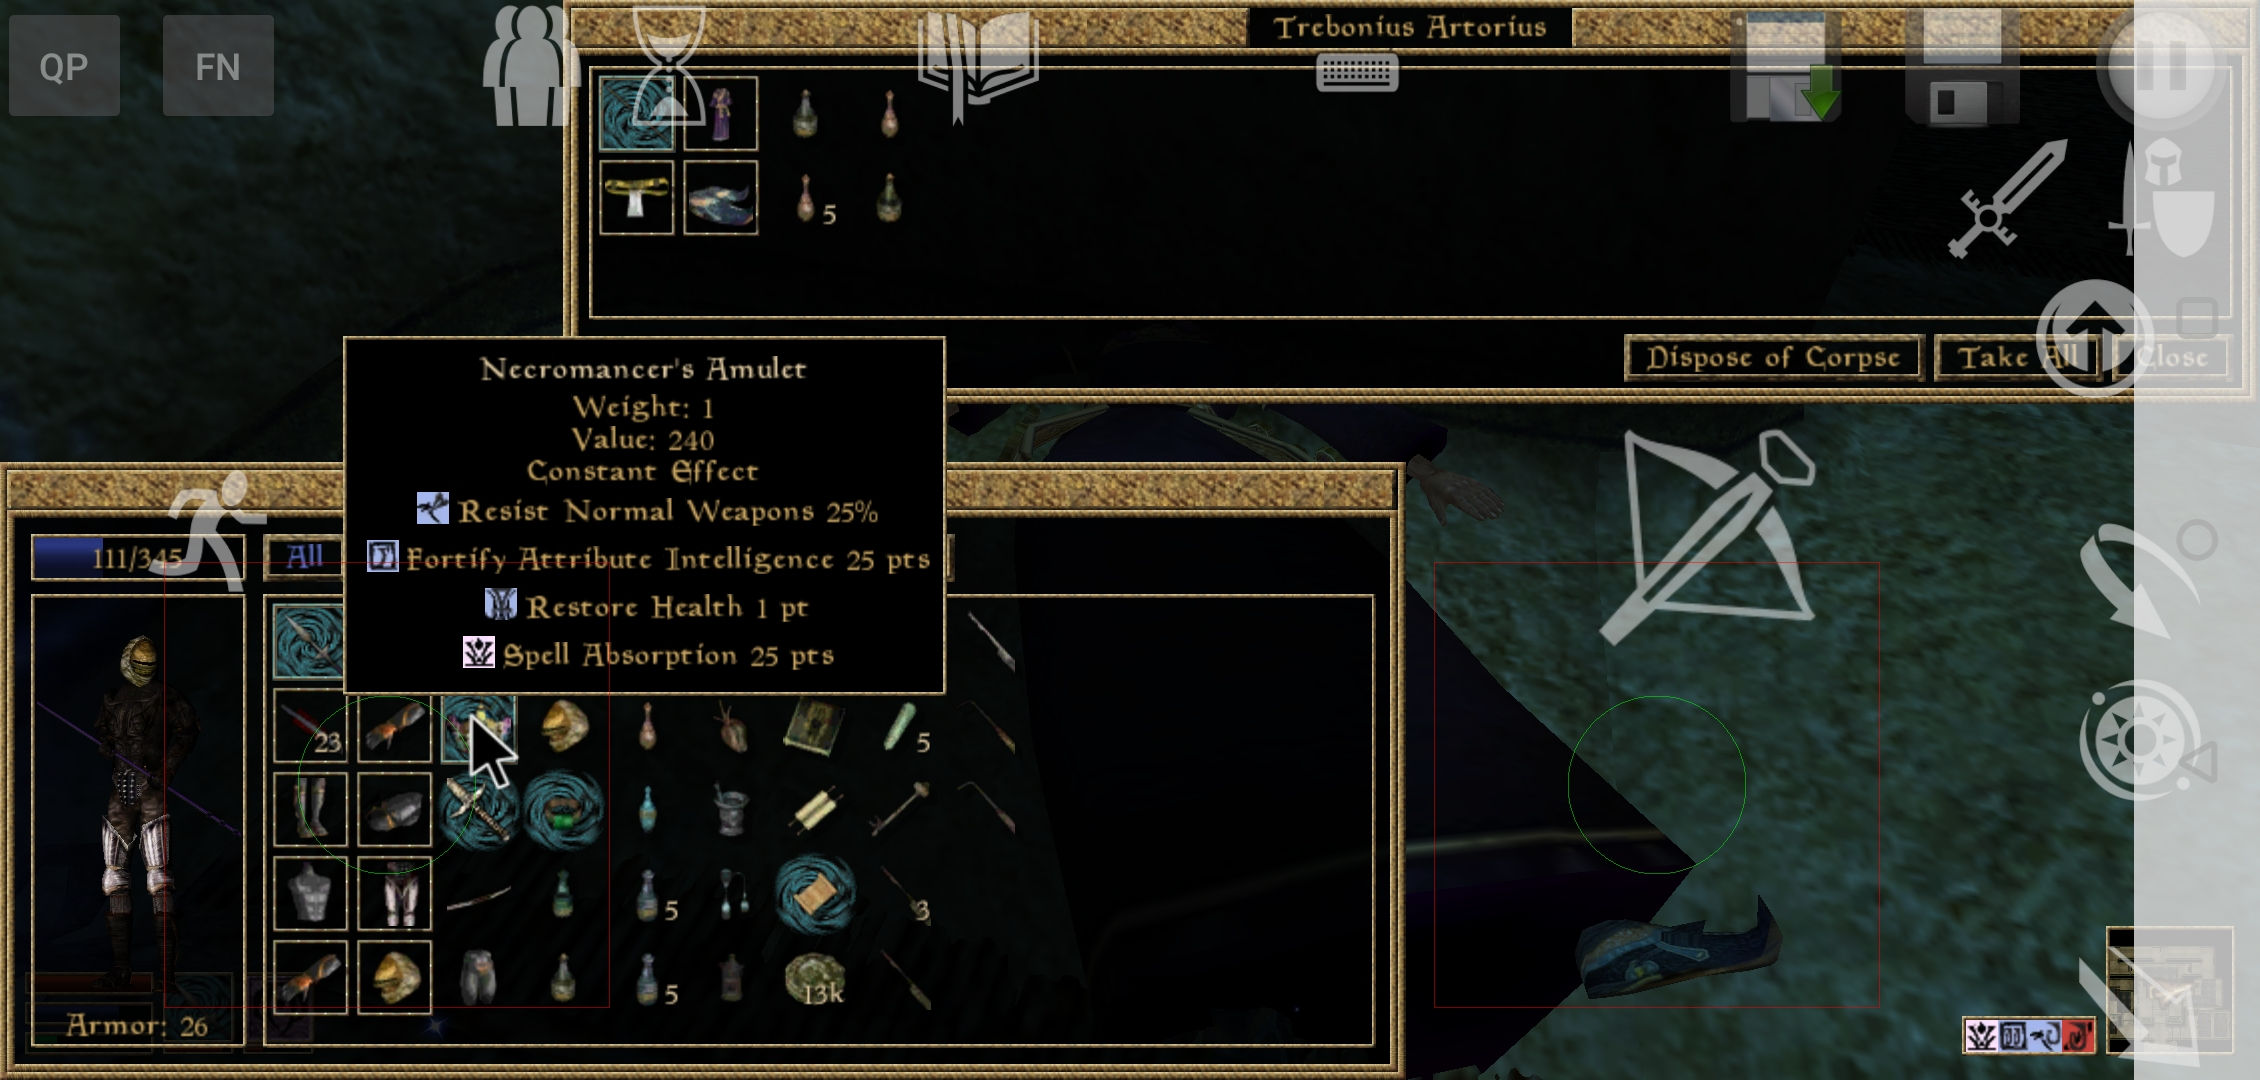 QP
FN
Trebonius Artorius
5
Dispose of Corpse
Take All
Close
Necromancer's Amulet
Weight: 1
Value: 240
Constant Effect
Resist Normal Weapons 25%
Fortify Attribute Intelligence 25 pts
Restore Health 1 pt
Spell Absorption 25 pts
111/345
All
23
5
5
3
5
13k
Armor: 26